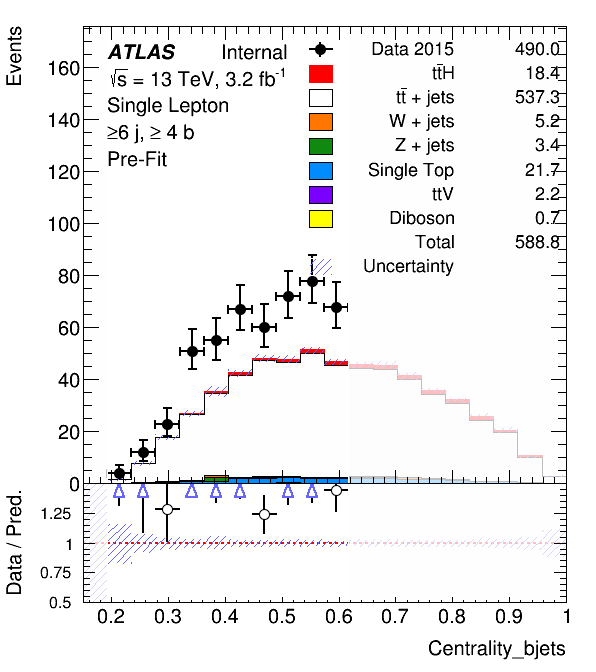 Events
ATLAS Internal
√s = 13 TeV, 3.2 fb-1
Single Lepton
≥6 j, ≥ 4 b
Pre-Fit
Data 2015 490.0
tt̄H 18.4
tt̄ + jets 537.3
W + jets 5.2
Z + jets 3.4
Single Top 21.7
ttV 2.2
Diboson 0.7
Total 588.8
Uncertainty
160
140
120
100
80
60
40
20
0
Data / Pred.
1.25
1
0.75
0.5
0.2 0.3 0.4 0.5 0.6 0.7 0.8 0.9 1
Centrality_bjets